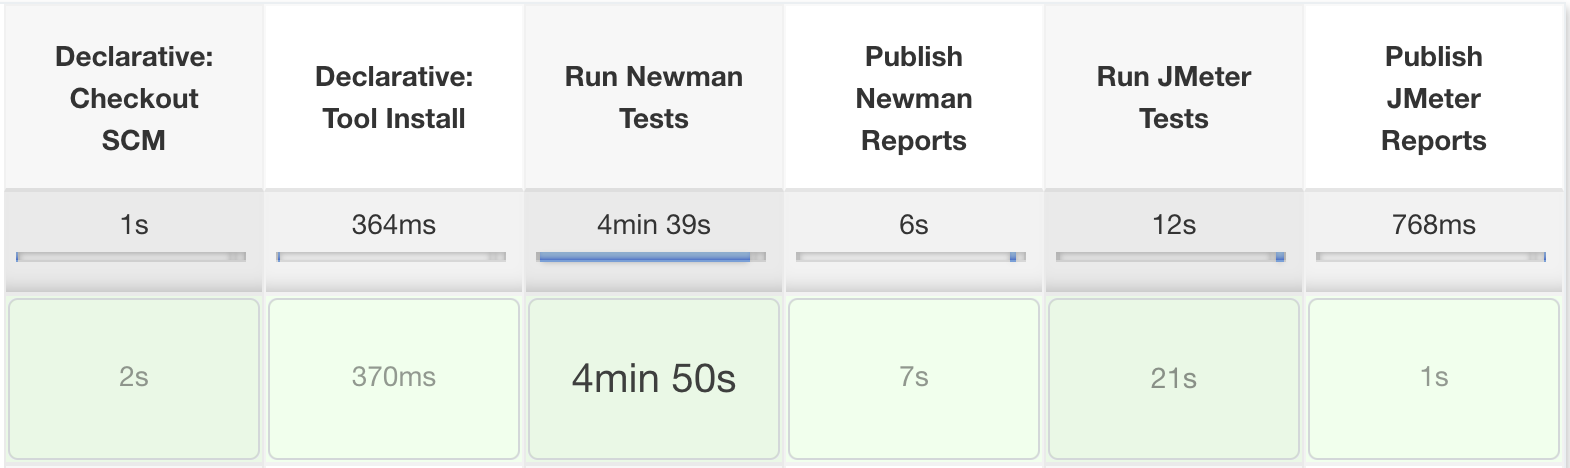 Declarative:
Checkout
SCM
Declarative:
Tool Install
Run Newman
Tests
Publish
Newman
Reports
Run JMeter
Tests
Publish
JMeter
Reports
1s
364ms
4min 39s
6s
12s
768ms
2s
370ms
4min 50s
7s
21s
1s